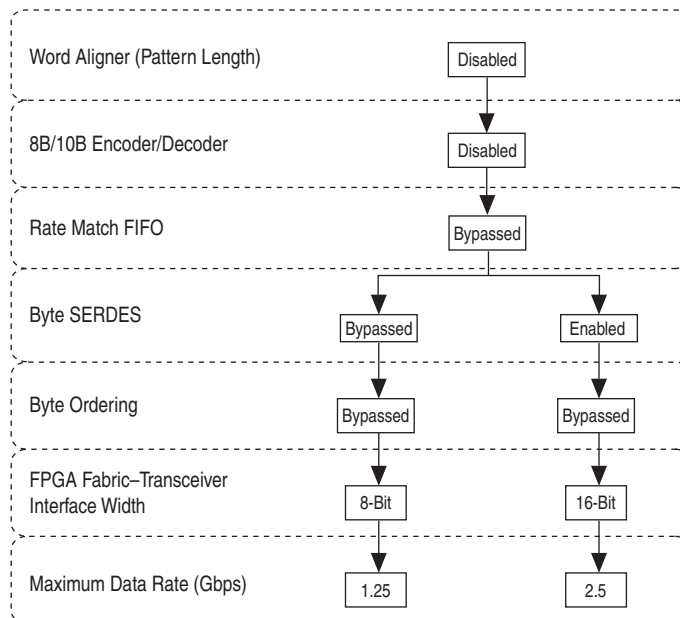 Word Aligner (Pattern Length)
Disabled
8B/10B Encoder/Decoder
Disabled
Rate Match FIFO
Bypassed
Byte SERDES
Bypassed
Enabled
Byte Ordering
Bypassed
Bypassed
FPGA Fabric–Transceiver
Interface Width
8-Bit
16-Bit
Maximum Data Rate (Gbps)
1.25
2.5